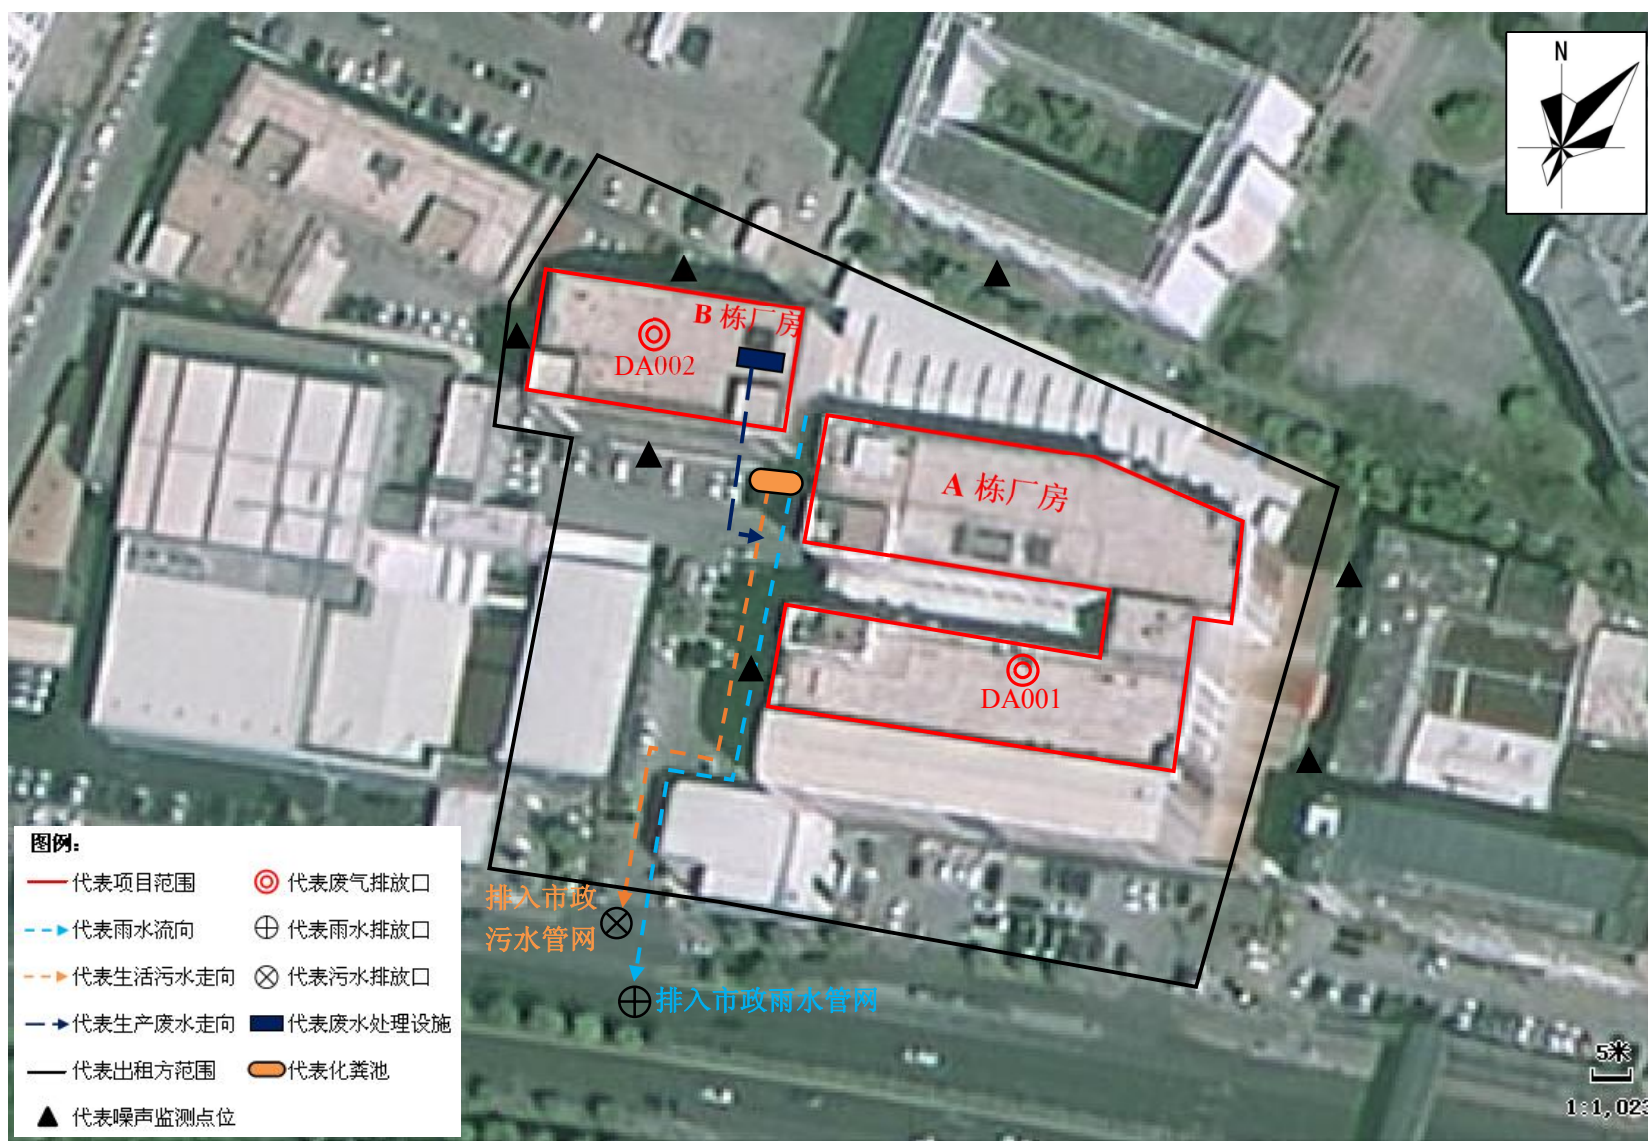 N
B 栋厂房
DA002
A 栋厂房
DA001
排入市政
污水管网
排入市政雨水管网
图例：
代表项目范围
代表废气排放口
代表雨水流向
代表雨水排放口
代表生活污水走向
代表污水排放口
代表生产废水走向
代表废水处理设施
代表出租方范围
代表化粪池
代表噪声监测点位
5米
1:1,023